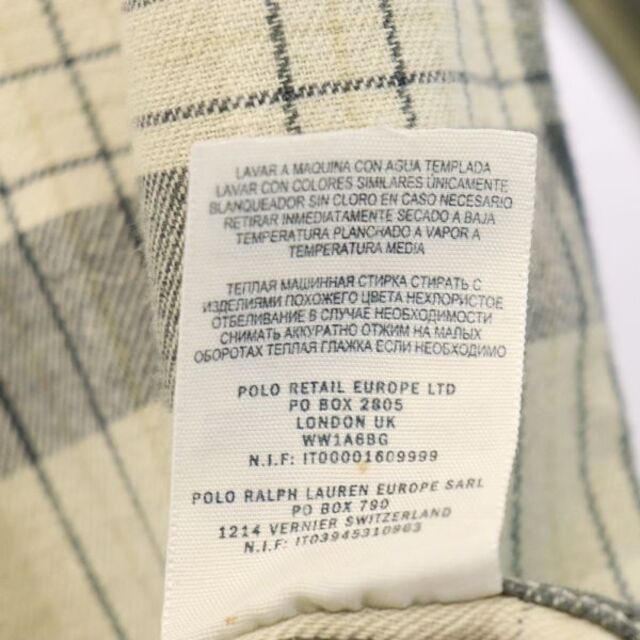 LAVAR A MAQUINA CON AGUA TEMPLADA
LAVAR CON COLORES SIMILARES ÚNICAMENTE
BLANQUEADOR SIN CLORO EN CASO NECESARIO
RETIRAR INMEDIATAMENTE SECADO A BAJA
TEMPERATURA PLANCHADO A VAPOR A
TEMPERATURA MEDIA
ТЕПЛАЯ МАШИННАЯ СТИРКА СТИРАТЬ С
ИЗДЕЛИЯМИ ПОХОЖЕГО ЦВЕТА НЕХЛОРИСТОЕ
ОТБЕЛИВАНИЕ В СЛУЧАЕ НЕОБХОДИМОСТИ
СНИМАТЬ АККУРАТНО ОТЖИМ НА МАЛЫХ
ОБОРОТАХ ТЕПЛАЯ ГЛАЖКА ЕСЛИ НЕОБХОДИМО
POLO RETAIL EUROPE LTD
PO BOX 2805
LONDON UK
WW1A6BG
N.I.F: IT00001609999
POLO RALPH LAUREN EUROPE SARL
PO BOX 790
1214 VERNIER SWITZERLAND
N.I.F: IT03945310963